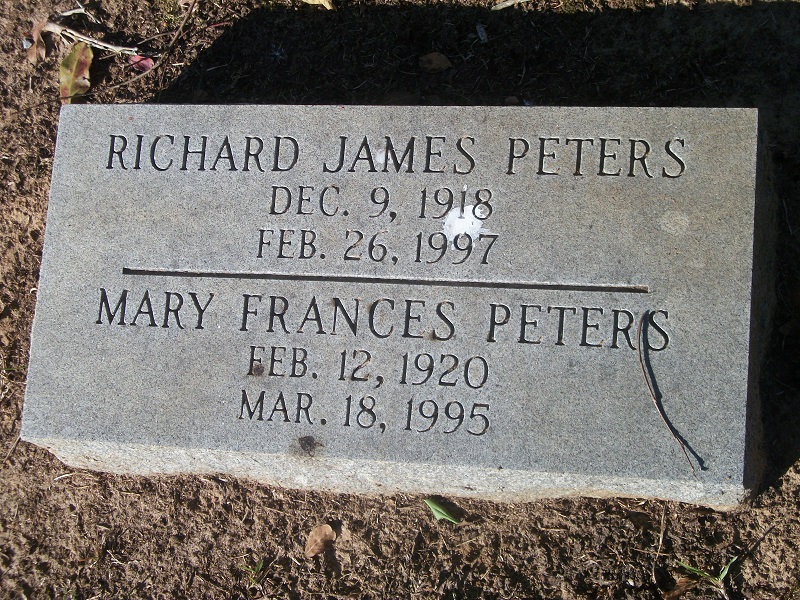 RICHARD JAMES PETERS
DEC. 9, 1918
FEB. 26, 1997
MARY FRANCES PETERS
FEB. 12, 1920
MAR. 18, 1995